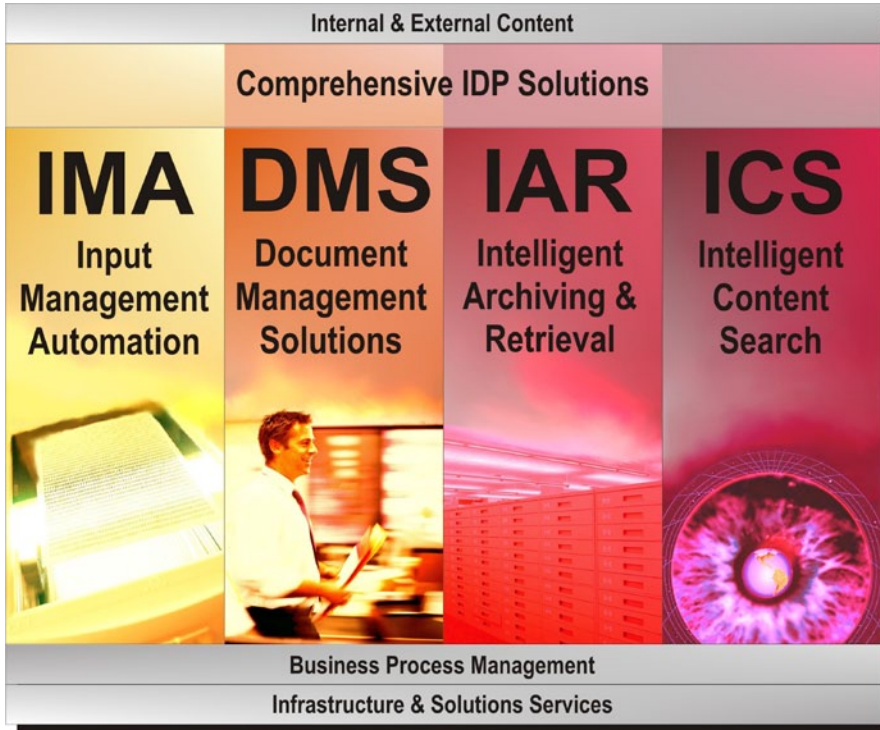 Internal & External Content
Comprehensive IDP Solutions
IMA
Input
Management
Automation
DMS
Document
Management
Solutions
IAR
Intelligent
Archiving &
Retrieval
ICS
Intelligent
Content
Search
Business Process Management
Infrastructure & Solutions Services